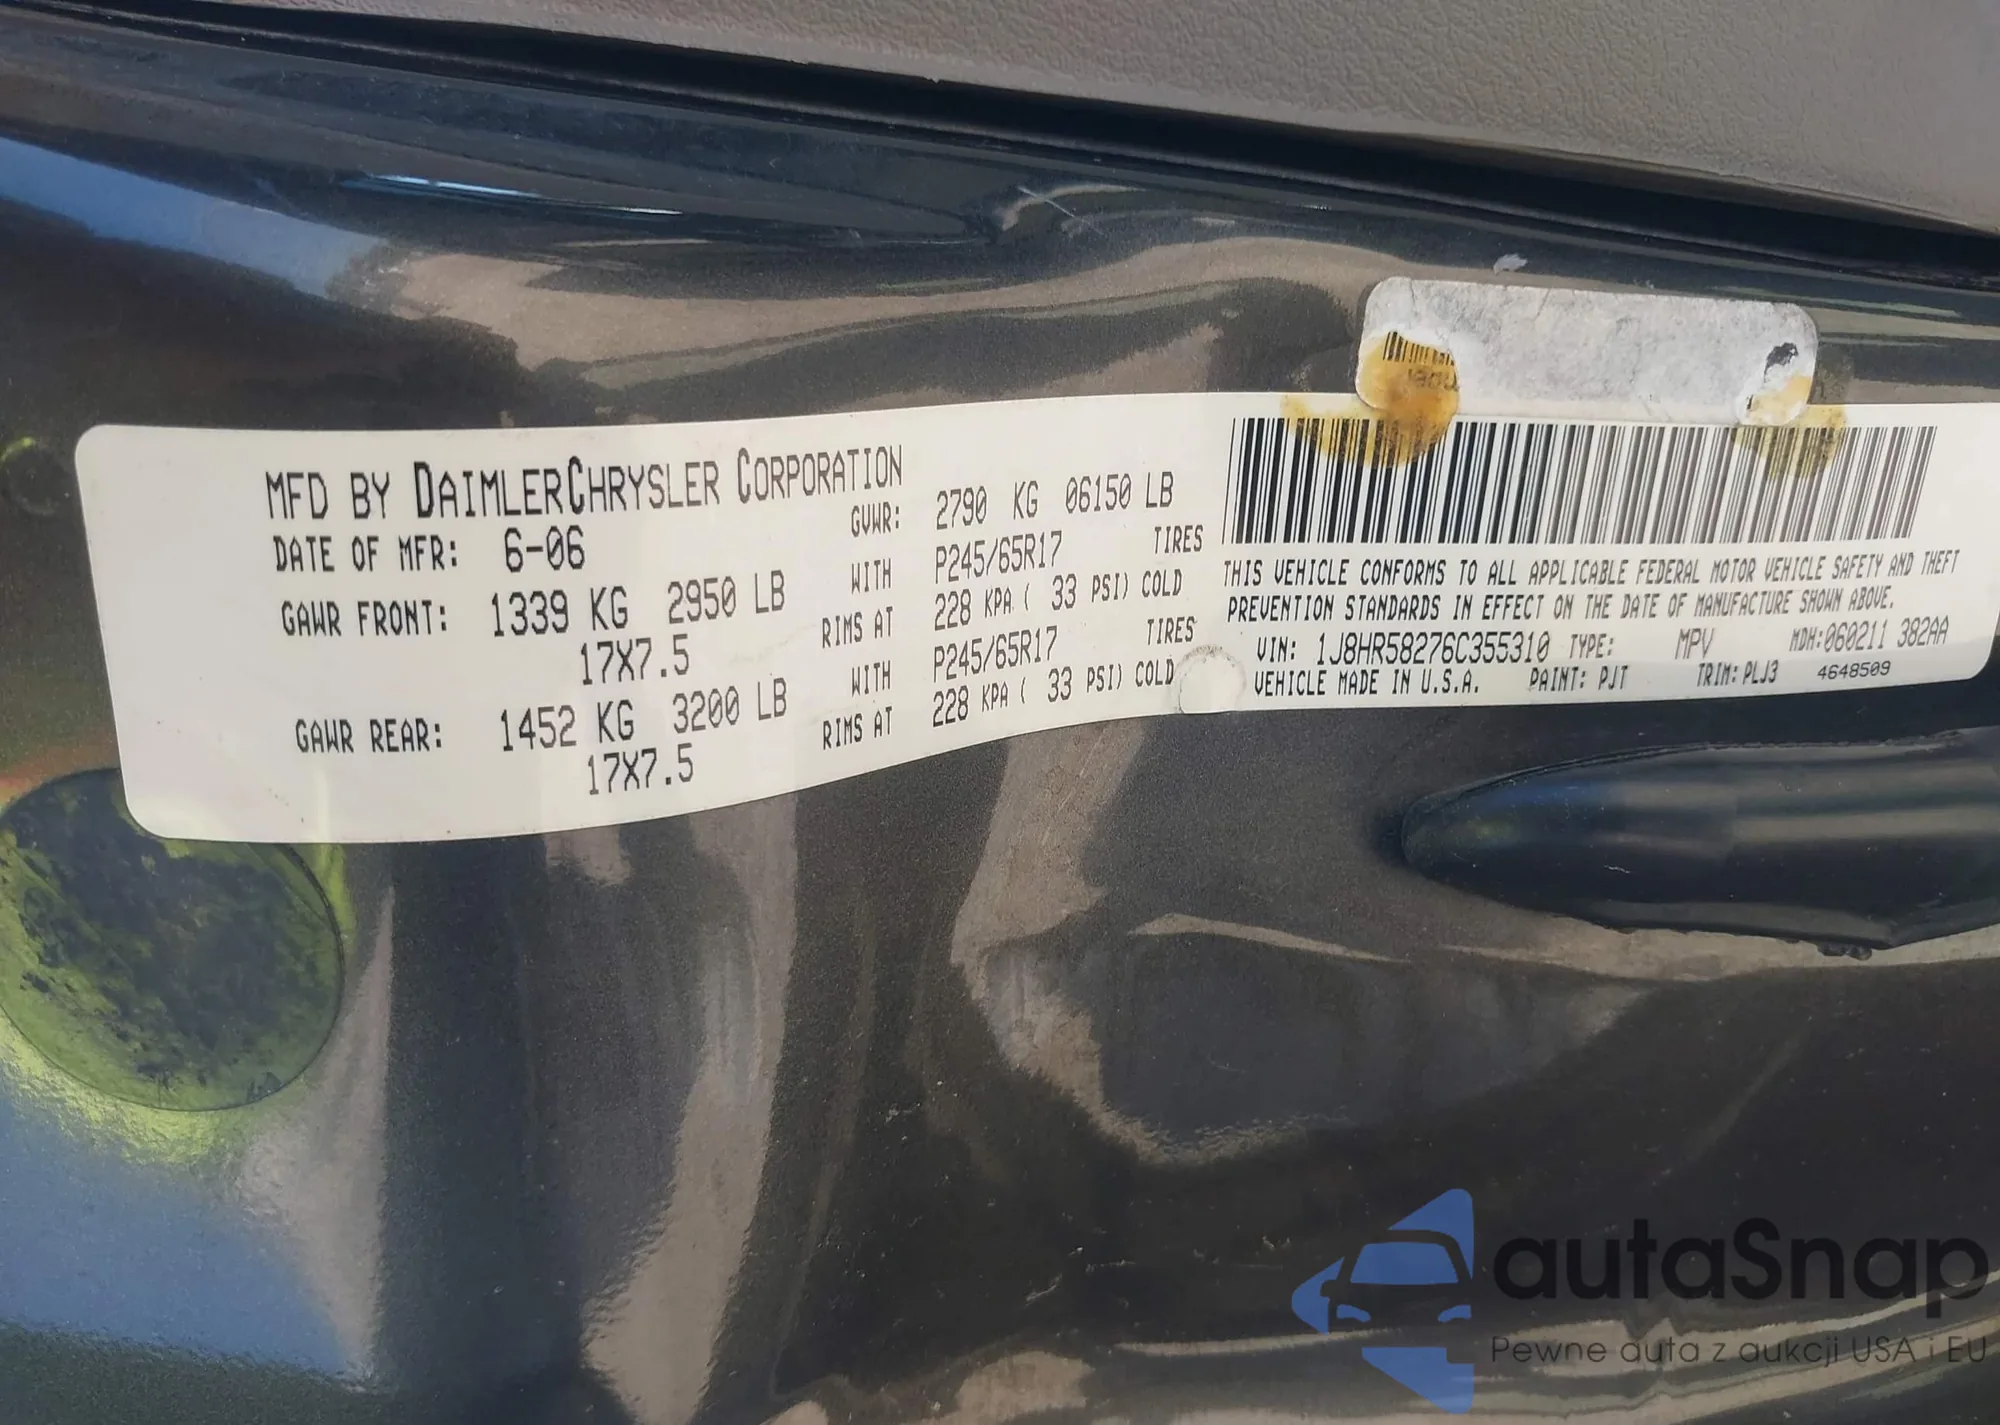 MFD BY DAIMLERCHRYSLER CORPORATION
DATE OF MFR: 6-06
GVWR: 2790 KG 06150 LB
GAWR FRONT: 1339 KG 2950 LB WITH P245/65R17 TIRES
17X7.5 RIMS AT 228 KPA ( 33 PSI) COLD
GAWR REAR: 1452 KG 3200 LB WITH P245/65R17 TIRES
17X7.5 RIMS AT 228 KPA ( 33 PSI) COLD
THIS VEHICLE CONFORMS TO ALL APPLICABLE FEDERAL MOTOR VEHICLE SAFETY AND THEFT
PREVENTION STANDARDS IN EFFECT ON THE DATE OF MANUFACTURE SHOWN ABOVE.
VIN: 1J8HR58276C355310 TYPE: MPV MDH:060211 382AA
VEHICLE MADE IN U.S.A. PAINT: PJT TRIM: PLJ3 4648509
autaSnap
Pewne auta z aukcji USA i EU